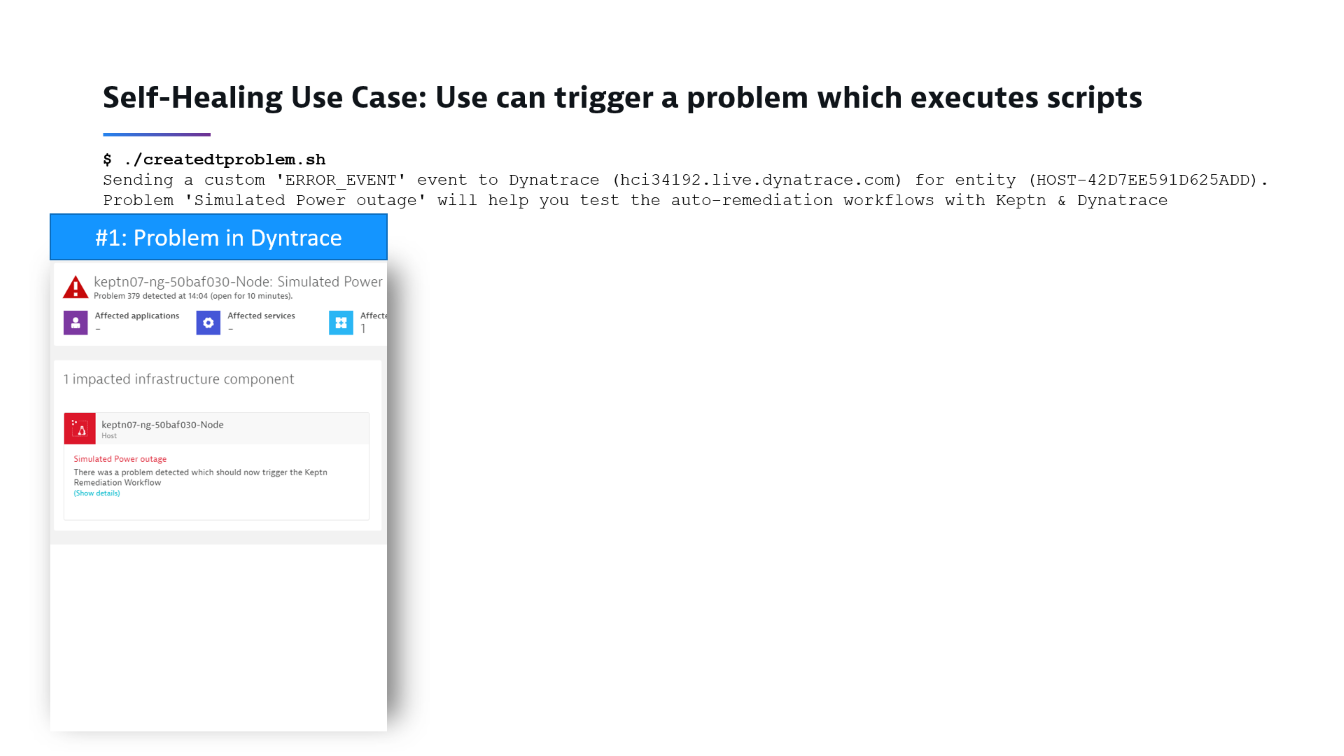 Self-Healing Use Case: Use can trigger a problem which executes scripts
$ ./createdtproblem.sh
Sending a custom 'ERROR_EVENT' event to Dynatrace (hci34192.live.dynatrace.com) for entity (HOST-42D7EE591D625ADD).
Problem 'Simulated Power outage' will help you test the auto-remediation workflows with Keptn & Dynatrace
#1: Problem in Dyntrace
keptn07-ng-50baf030-Node: Simulated Power
Problem 379 detected at 14:04 (open for 10 minutes).
Affected applications
-
Affected services
-
Affecte
1
1 impacted infrastructure component
keptn07-ng-50baf030-Node
Host
Simulated Power outage
There was a problem detected which should now trigger the Keptn
Remediation Workflow
(Show details)